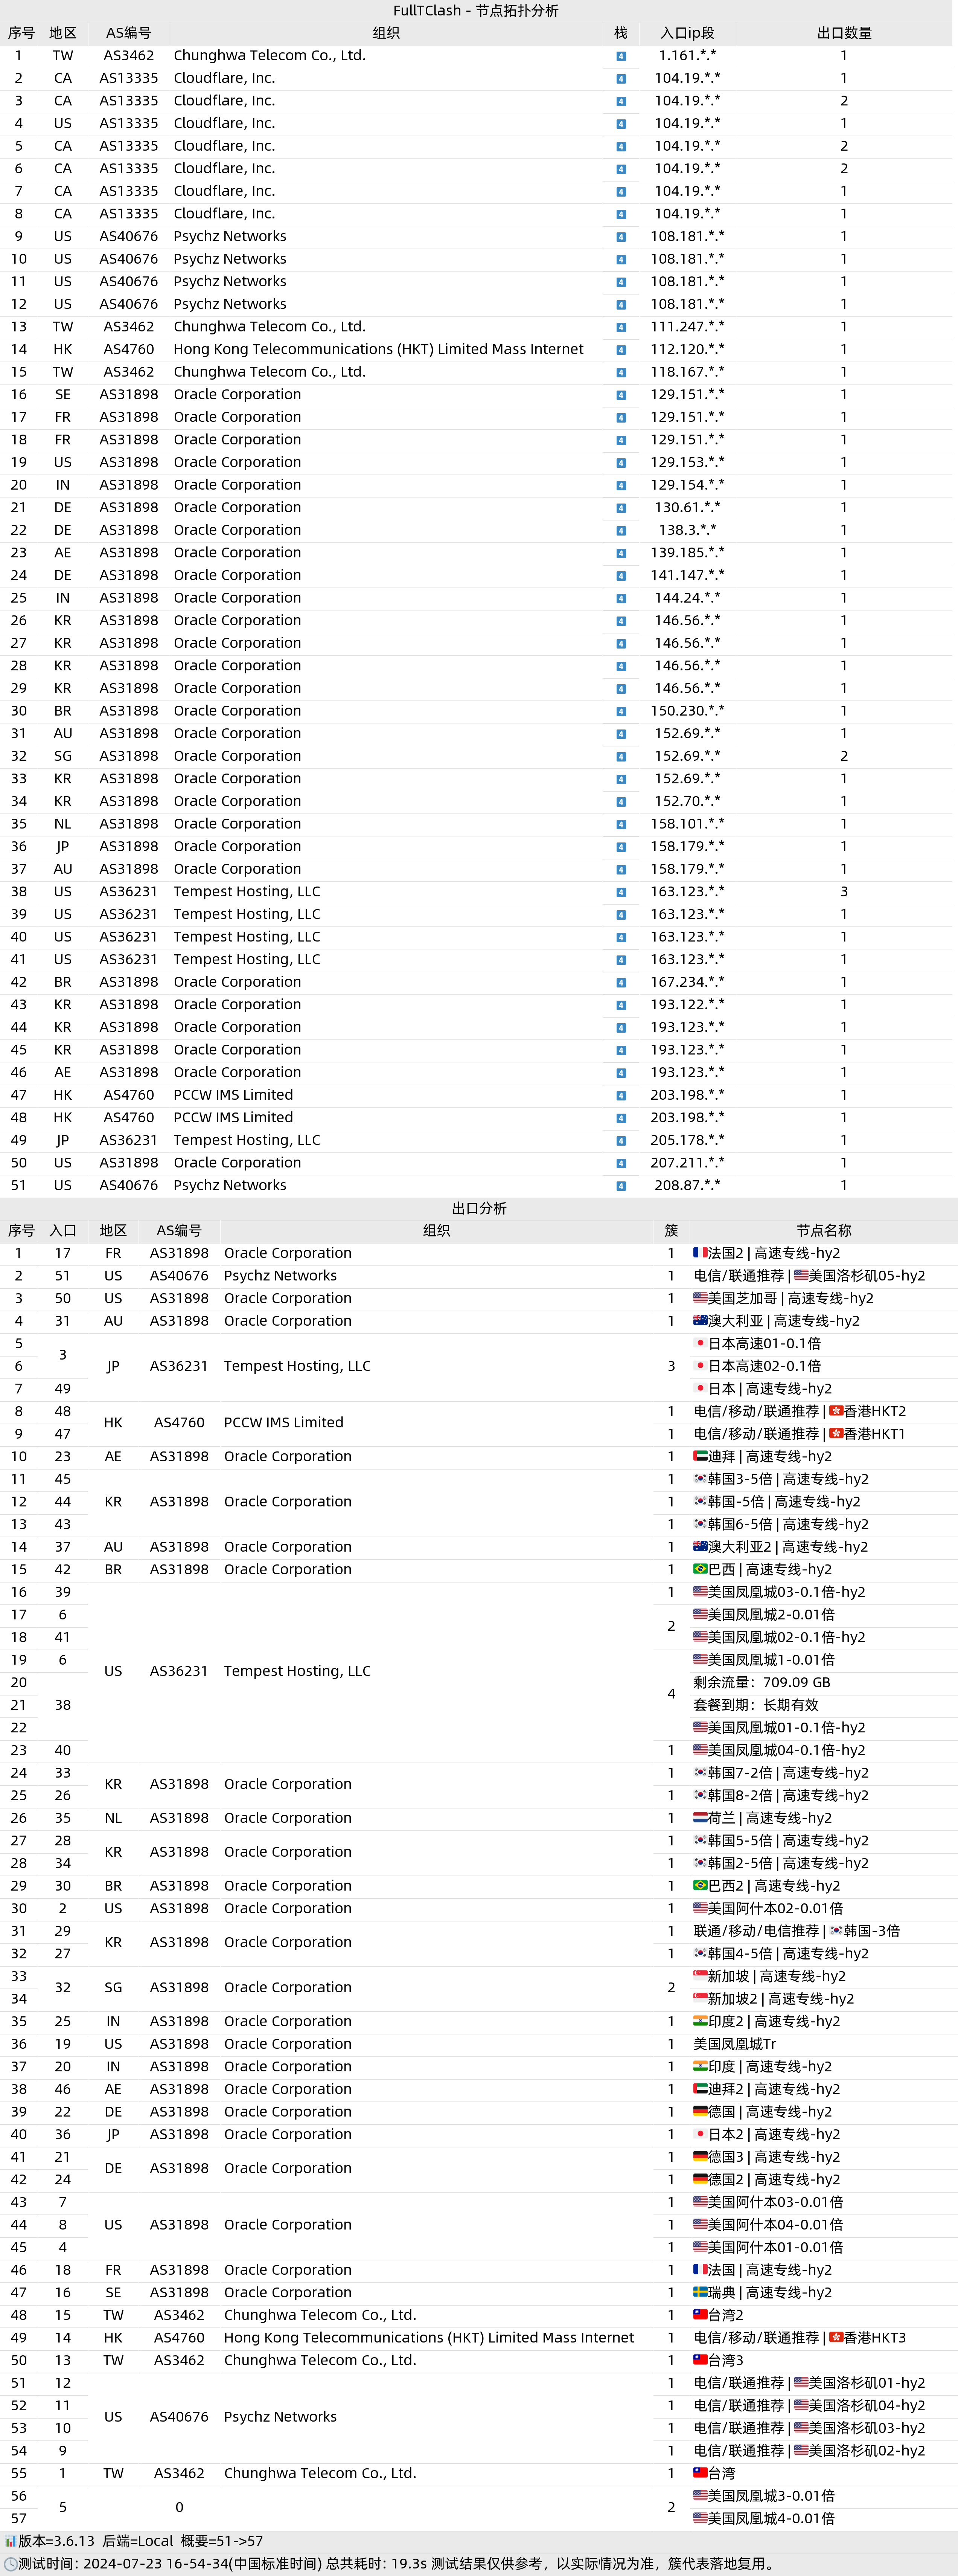 FullTClash - 节点拓扑分析
序号 地区 AS编号 组织 栈 入口ip段 出口数量
1 TW AS3462 Chunghwa Telecom Co., Ltd. 4 1.161.*.* 1
2 CA AS13335 Cloudflare, Inc. 4 104.19.*.* 1
3 CA AS13335 Cloudflare, Inc. 4 104.19.*.* 2
4 US AS13335 Cloudflare, Inc. 4 104.19.*.* 1
5 CA AS13335 Cloudflare, Inc. 4 104.19.*.* 2
6 CA AS13335 Cloudflare, Inc. 4 104.19.*.* 2
7 CA AS13335 Cloudflare, Inc. 4 104.19.*.* 1
8 CA AS13335 Cloudflare, Inc. 4 104.19.*.* 1
9 US AS40676 Psychz Networks 4 108.181.*.* 1
10 US AS40676 Psychz Networks 4 108.181.*.* 1
11 US AS40676 Psychz Networks 4 108.181.*.* 1
12 US AS40676 Psychz Networks 4 108.181.*.* 1
13 TW AS3462 Chunghwa Telecom Co., Ltd. 4 111.247.*.* 1
14 HK AS4760 Hong Kong Telecommunications (HKT) Limited Mass Internet 4 112.120.*.* 1
15 TW AS3462 Chunghwa Telecom Co., Ltd. 4 118.167.*.* 1
16 SE AS31898 Oracle Corporation 4 129.151.*.* 1
17 FR AS31898 Oracle Corporation 4 129.151.*.* 1
18 FR AS31898 Oracle Corporation 4 129.151.*.* 1
19 US AS31898 Oracle Corporation 4 129.153.*.* 1
20 IN AS31898 Oracle Corporation 4 129.154.*.* 1
21 DE AS31898 Oracle Corporation 4 130.61.*.* 1
22 DE AS31898 Oracle Corporation 4 138.3.*.* 1
23 AE AS31898 Oracle Corporation 4 139.185.*.* 1
24 DE AS31898 Oracle Corporation 4 141.147.*.* 1
25 IN AS31898 Oracle Corporation 4 144.24.*.* 1
26 KR AS31898 Oracle Corporation 4 146.56.*.* 1
27 KR AS31898 Oracle Corporation 4 146.56.*.* 1
28 KR AS31898 Oracle Corporation 4 146.56.*.* 1
29 KR AS31898 Oracle Corporation 4 146.56.*.* 1
30 BR AS31898 Oracle Corporation 4 150.230.*.* 1
31 AU AS31898 Oracle Corporation 4 152.69.*.* 1
32 SG AS31898 Oracle Corporation 4 152.69.*.* 2
33 KR AS31898 Oracle Corporation 4 152.69.*.* 1
34 KR AS31898 Oracle Corporation 4 152.70.*.* 1
35 NL AS31898 Oracle Corporation 4 158.101.*.* 1
36 JP AS31898 Oracle Corporation 4 158.179.*.* 1
37 AU AS31898 Oracle Corporation 4 158.179.*.* 1
38 US AS36231 Tempest Hosting, LLC 4 163.123.*.* 3
39 US AS36231 Tempest Hosting, LLC 4 163.123.*.* 1
40 US AS36231 Tempest Hosting, LLC 4 163.123.*.* 1
41 US AS36231 Tempest Hosting, LLC 4 163.123.*.* 1
42 BR AS31898 Oracle Corporation 4 167.234.*.* 1
43 KR AS31898 Oracle Corporation 4 193.122.*.* 1
44 KR AS31898 Oracle Corporation 4 193.123.*.* 1
45 KR AS31898 Oracle Corporation 4 193.123.*.* 1
46 AE AS31898 Oracle Corporation 4 193.123.*.* 1
47 HK AS4760 PCCW IMS Limited 4 203.198.*.* 1
48 HK AS4760 PCCW IMS Limited 4 203.198.*.* 1
49 JP AS36231 Tempest Hosting, LLC 4 205.178.*.* 1
50 US AS31898 Oracle Corporation 4 207.211.*.* 1
51 US AS40676 Psychz Networks 4 208.87.*.* 1
出口分析
序号 入口 地区 AS编号 组织 簇 节点名称
1 17 FR AS31898 Oracle Corporation 1 法国2 | 高速专线-hy2
2 51 US AS40676 Psychz Networks 1 电信/联通推荐 | 美国洛杉矶05-hy2
3 50 US AS31898 Oracle Corporation 1 美国芝加哥 | 高速专线-hy2
4 31 AU AS31898 Oracle Corporation 1 澳大利亚 | 高速专线-hy2
5 3 日本高速01-0.1倍
6 JP AS36231 Tempest Hosting, LLC 3 日本高速02-0.1倍
7 49 日本 | 高速专线-hy2
8 48 HK AS4760 PCCW IMS Limited 1 电信/移动/联通推荐 | 香港HKT2
9 47 1 电信/移动/联通推荐 | 香港HKT1
10 23 AE AS31898 Oracle Corporation 1 迪拜 | 高速专线-hy2
11 45 1 韩国3-5倍 | 高速专线-hy2
12 44 KR AS31898 Oracle Corporation 1 韩国-5倍 | 高速专线-hy2
13 43 1 韩国6-5倍 | 高速专线-hy2
14 37 AU AS31898 Oracle Corporation 1 澳大利亚2 | 高速专线-hy2
15 42 BR AS31898 Oracle Corporation 1 巴西 | 高速专线-hy2
16 39 1 美国凤凰城03-0.1倍-hy2
17 6 2 美国凤凰城2-0.01倍
18 41 美国凤凰城02-0.1倍-hy2
19 6 US AS36231 Tempest Hosting, LLC 美国凤凰城1-0.01倍
20 4 剩余流量：709.09 GB
21 38 套餐到期：长期有效
22 美国凤凰城01-0.1倍-hy2
23 40 1 美国凤凰城04-0.1倍-hy2
24 33 KR AS31898 Oracle Corporation 1 韩国7-2倍 | 高速专线-hy2
25 26 1 韩国8-2倍 | 高速专线-hy2
26 35 NL AS31898 Oracle Corporation 1 荷兰 | 高速专线-hy2
27 28 KR AS31898 Oracle Corporation 1 韩国5-5倍 | 高速专线-hy2
28 34 1 韩国2-5倍 | 高速专线-hy2
29 30 BR AS31898 Oracle Corporation 1 巴西2 | 高速专线-hy2
30 2 US AS31898 Oracle Corporation 1 美国阿什本02-0.01倍
31 29 KR AS31898 Oracle Corporation 1 联通/移动/电信推荐 | 韩国-3倍
32 27 1 韩国4-5倍 | 高速专线-hy2
33 32 SG AS31898 Oracle Corporation 2 新加坡 | 高速专线-hy2
34 新加坡2 | 高速专线-hy2
35 25 IN AS31898 Oracle Corporation 1 印度2 | 高速专线-hy2
36 19 US AS31898 Oracle Corporation 1 美国凤凰城Tr
37 20 IN AS31898 Oracle Corporation 1 印度 | 高速专线-hy2
38 46 AE AS31898 Oracle Corporation 1 迪拜2 | 高速专线-hy2
39 22 DE AS31898 Oracle Corporation 1 德国 | 高速专线-hy2
40 36 JP AS31898 Oracle Corporation 1 日本2 | 高速专线-hy2
41 21 DE AS31898 Oracle Corporation 1 德国3 | 高速专线-hy2
42 24 1 德国2 | 高速专线-hy2
43 7 1 美国阿什本03-0.01倍
44 8 US AS31898 Oracle Corporation 1 美国阿什本04-0.01倍
45 4 1 美国阿什本01-0.01倍
46 18 FR AS31898 Oracle Corporation 1 法国 | 高速专线-hy2
47 16 SE AS31898 Oracle Corporation 1 瑞典 | 高速专线-hy2
48 15 TW AS3462 Chunghwa Telecom Co., Ltd. 1 台湾2
49 14 HK AS4760 Hong Kong Telecommunications (HKT) Limited Mass Internet 1 电信/移动/联通推荐 | 香港HKT3
50 13 TW AS3462 Chunghwa Telecom Co., Ltd. 1 台湾3
51 12 1 电信/联通推荐 | 美国洛杉矶01-hy2
52 11 US AS40676 Psychz Networks 1 电信/联通推荐 | 美国洛杉矶04-hy2
53 10 1 电信/联通推荐 | 美国洛杉矶03-hy2
54 9 1 电信/联通推荐 | 美国洛杉矶02-hy2
55 1 TW AS3462 Chunghwa Telecom Co., Ltd. 1 台湾
56 5 0 2 美国凤凰城3-0.01倍
57 美国凤凰城4-0.01倍
版本=3.6.13 后端=Local 概要=51->57
测试时间: 2024-07-23 16-54-34(中国标准时间) 总共耗时: 19.3s 测试结果仅供参考，以实际情况为准，簇代表落地复用。